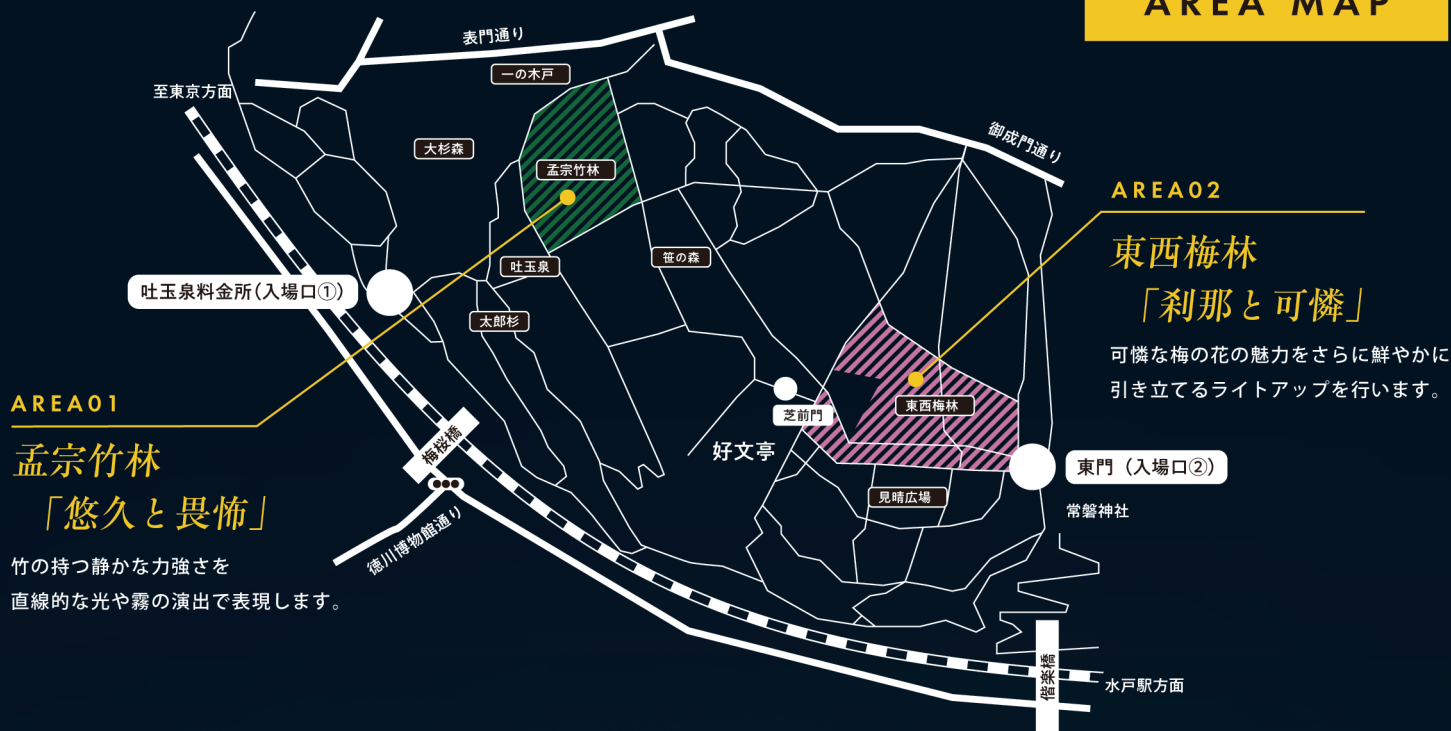 AREA MAP
表門通り
一の木戸
至東京方面
大杉森
孟宗竹林
御成門通り
AREA02
東西梅林
「刹那と可憐」
可憐な梅の花の魅力をさらに鮮やかに
引き立てるライトアップを行います。
吐玉泉
笹の森
吐玉泉料金所(入場口①)
太郎杉
AREA01
孟宗竹林
「悠久と畏怖」
竹の持つ静かな力強さを
直線的な光や霧の演出で表現します。
芝前門
東西梅林
梅桜橋
好文亭
東門（入場口②）
見晴広場
常磐神社
徳川博物館通り
偕楽橋
水戸駅方面